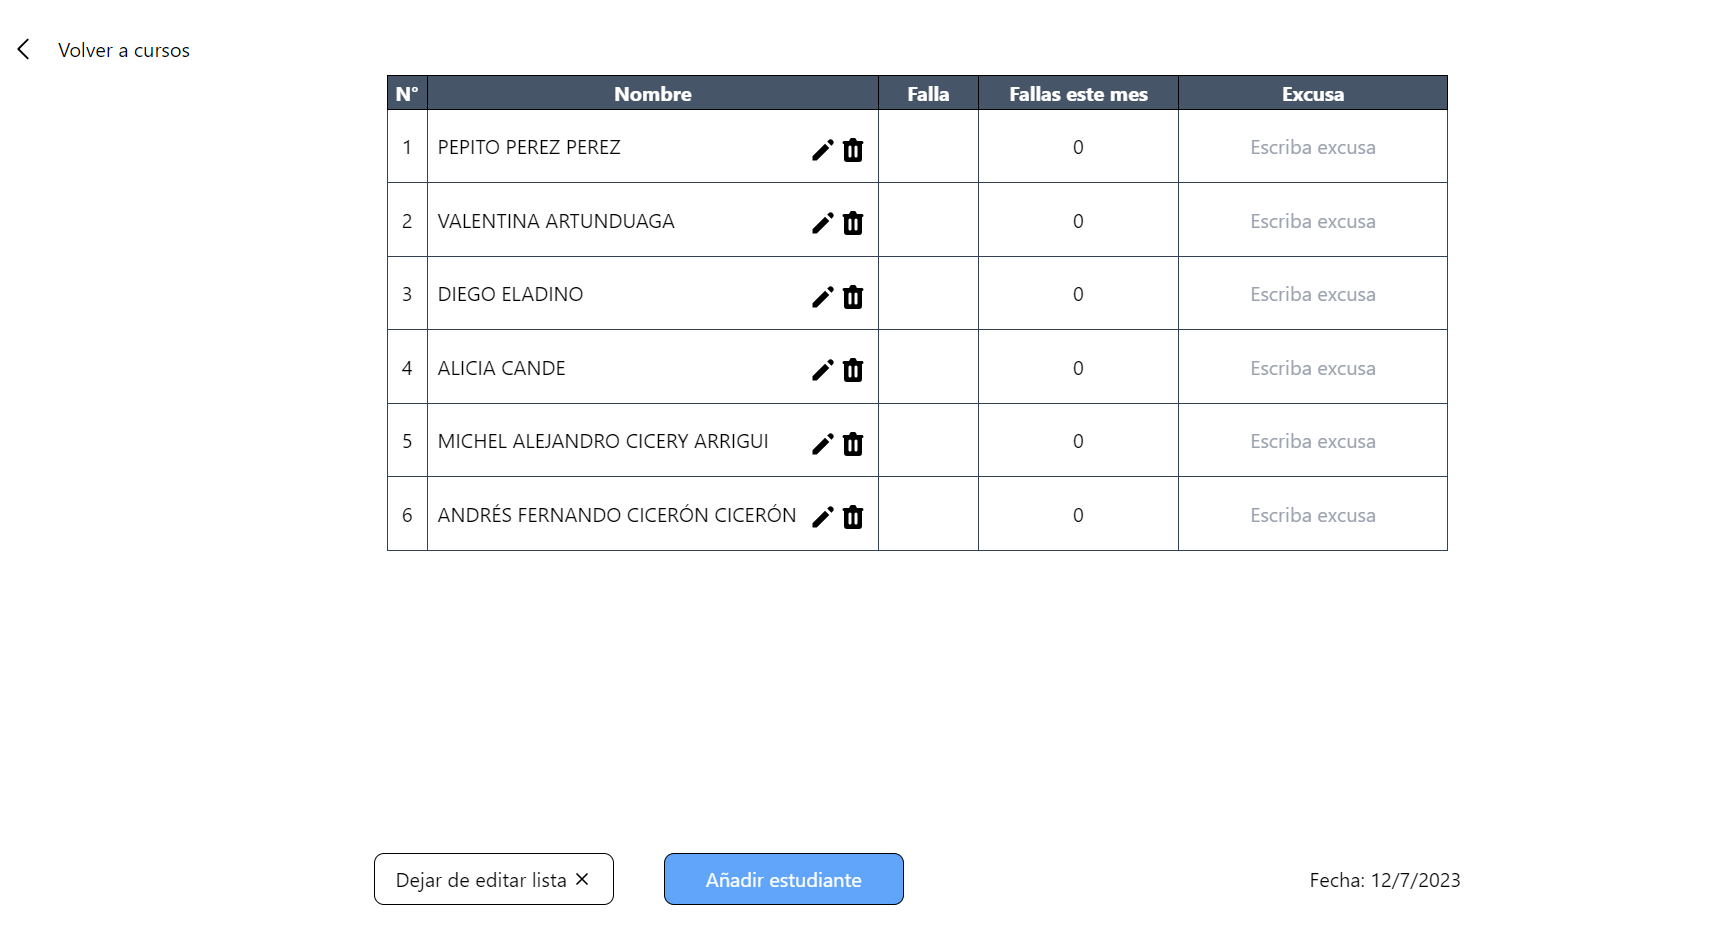 Volver a cursos
N° Nombre Falla Fallas este mes Excusa
1 PEPITO PEREZ PEREZ 0 Escriba excusa
2 VALENTINA ARTUNDUAGA 0 Escriba excusa
3 DIEGO ELADINO 0 Escriba excusa
4 ALICIA CANDE 0 Escriba excusa
5 MICHEL ALEJANDRO CICERY ARRIGUI 0 Escriba excusa
6 ANDRÉS FERNANDO CICERÓN CICERÓN 0 Escriba excusa
Dejar de editar lista × Añadir estudiante Fecha: 12/7/2023